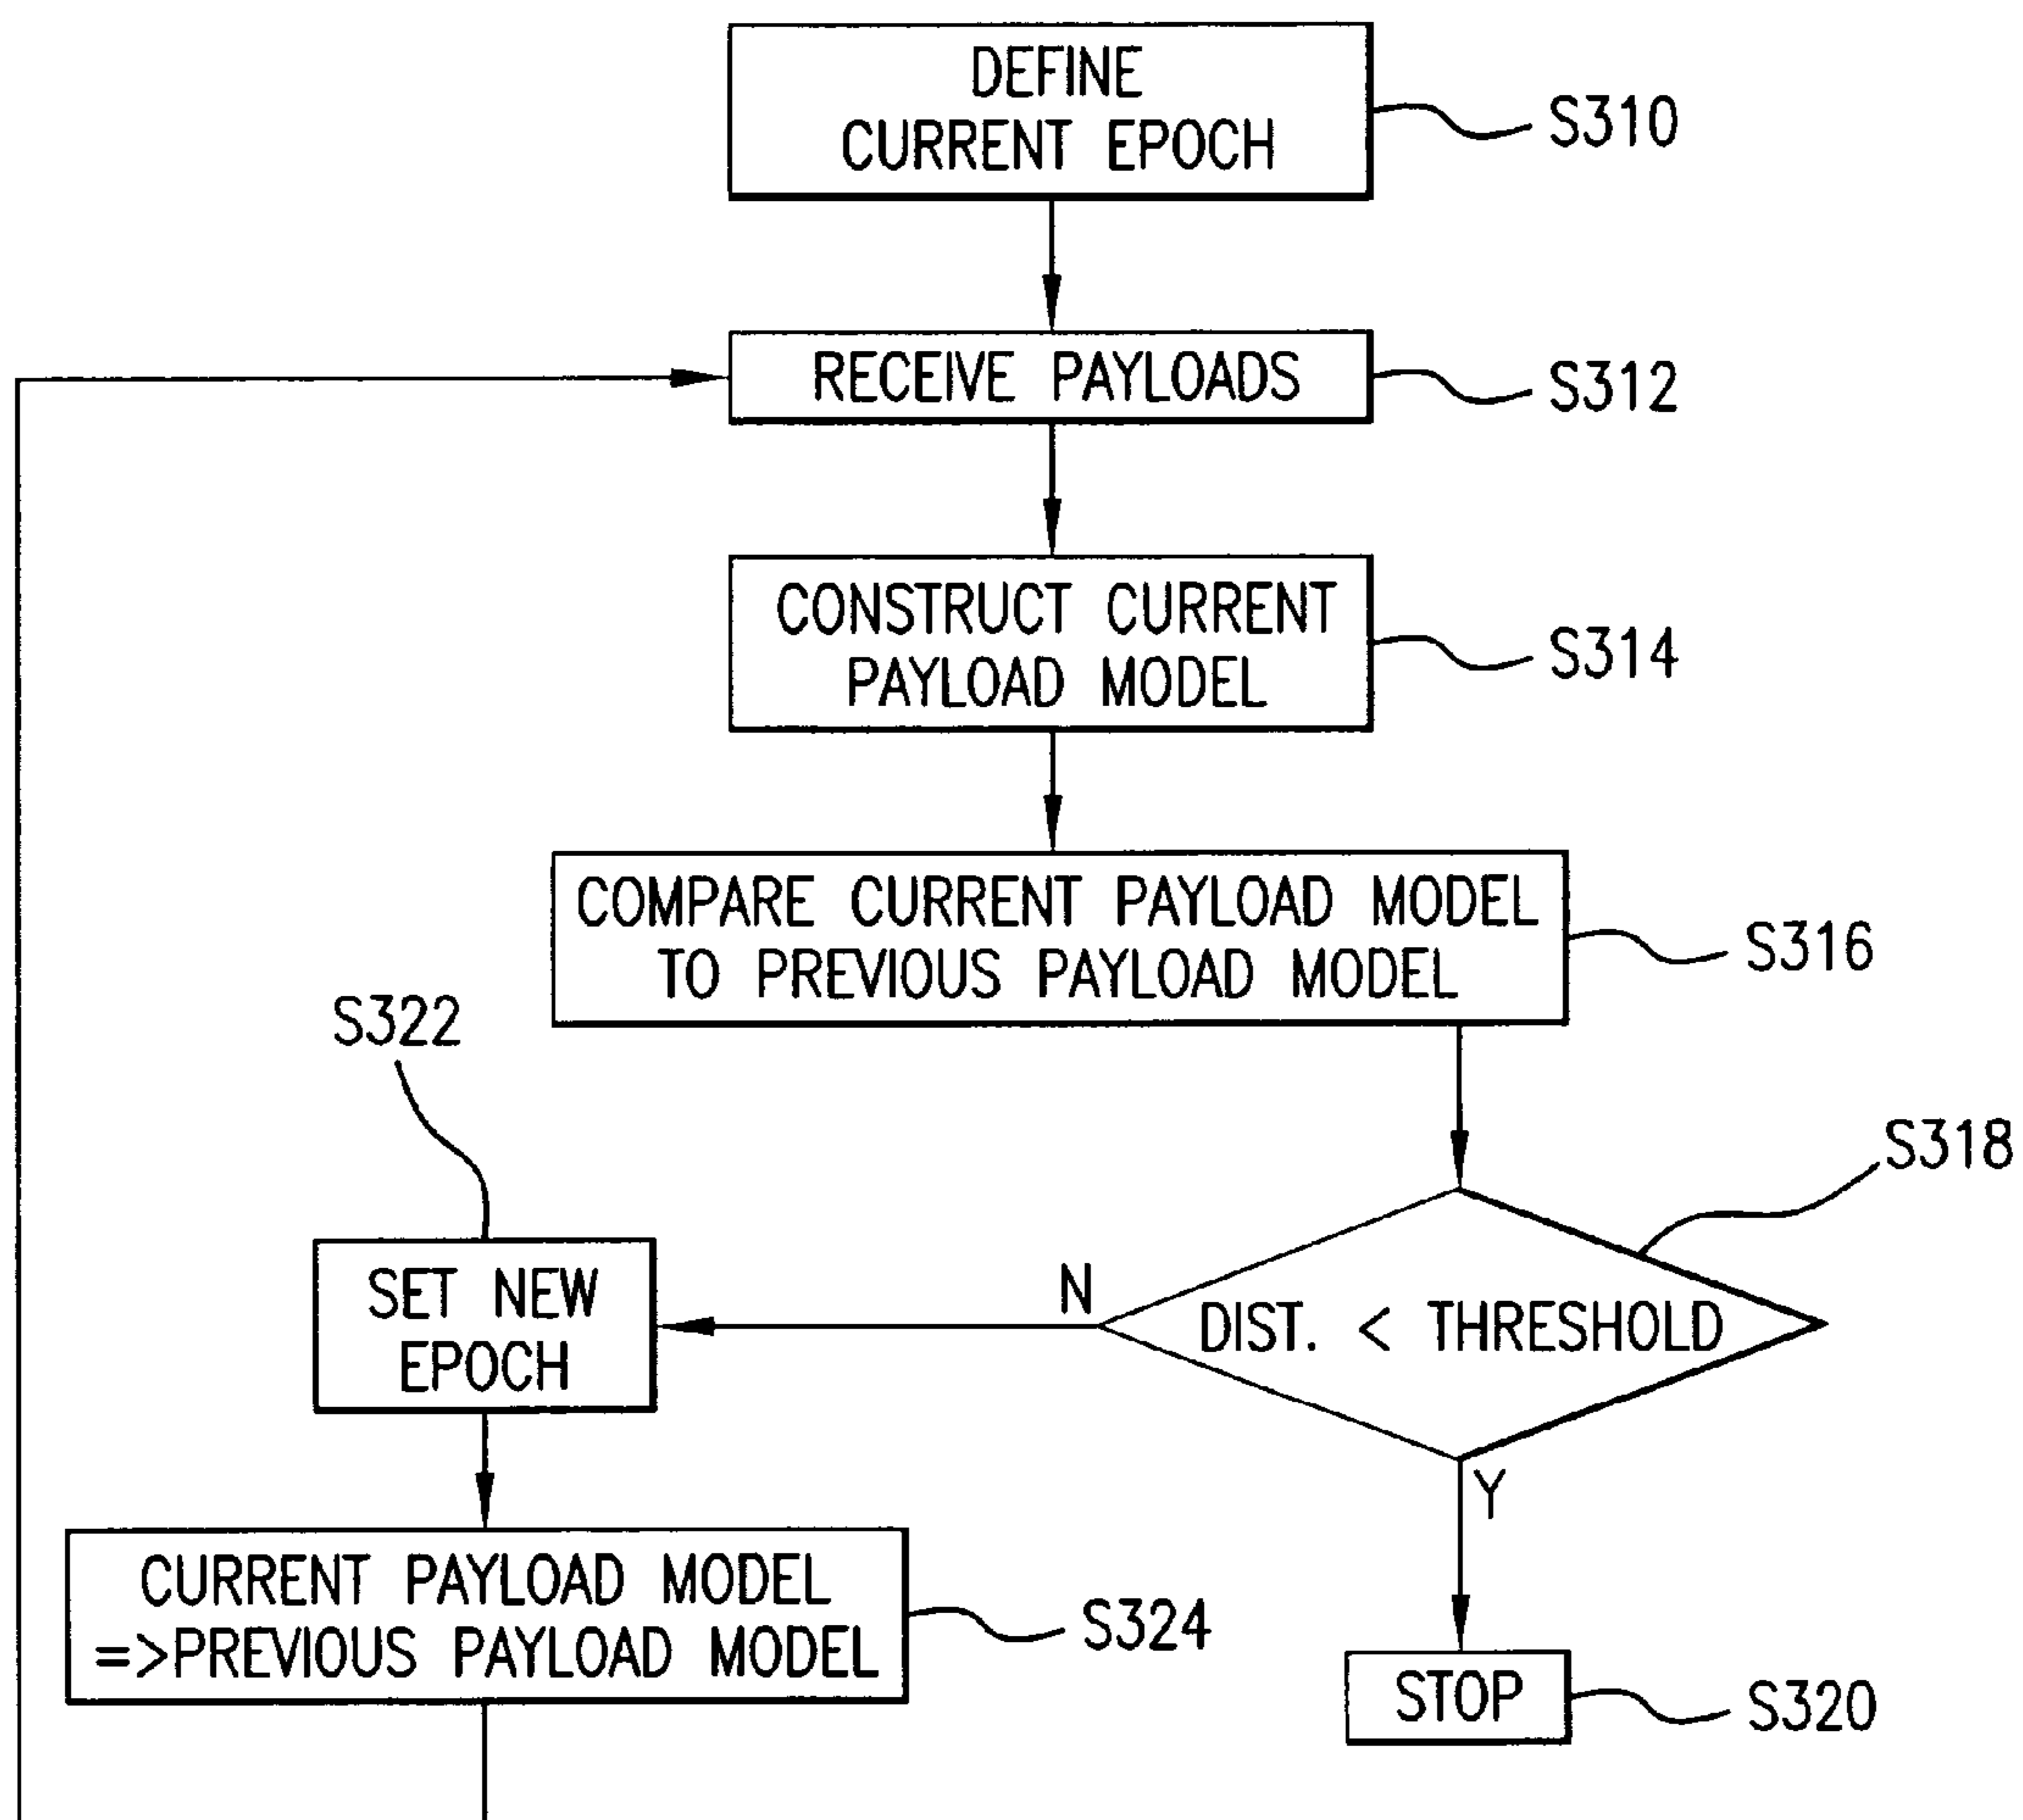 DEFINE
CURRENT EPOCH
S310
RECEIVE PAYLOADS
S312
CONSTRUCT CURRENT
PAYLOAD MODEL
S314
COMPARE CURRENT PAYLOAD MODEL
TO PREVIOUS PAYLOAD MODEL
S316
S322
S318
SET NEW
EPOCH
N
DIST. < THRESHOLD
Y
CURRENT PAYLOAD MODEL
=>PREVIOUS PAYLOAD MODEL
S324
STOP
S320